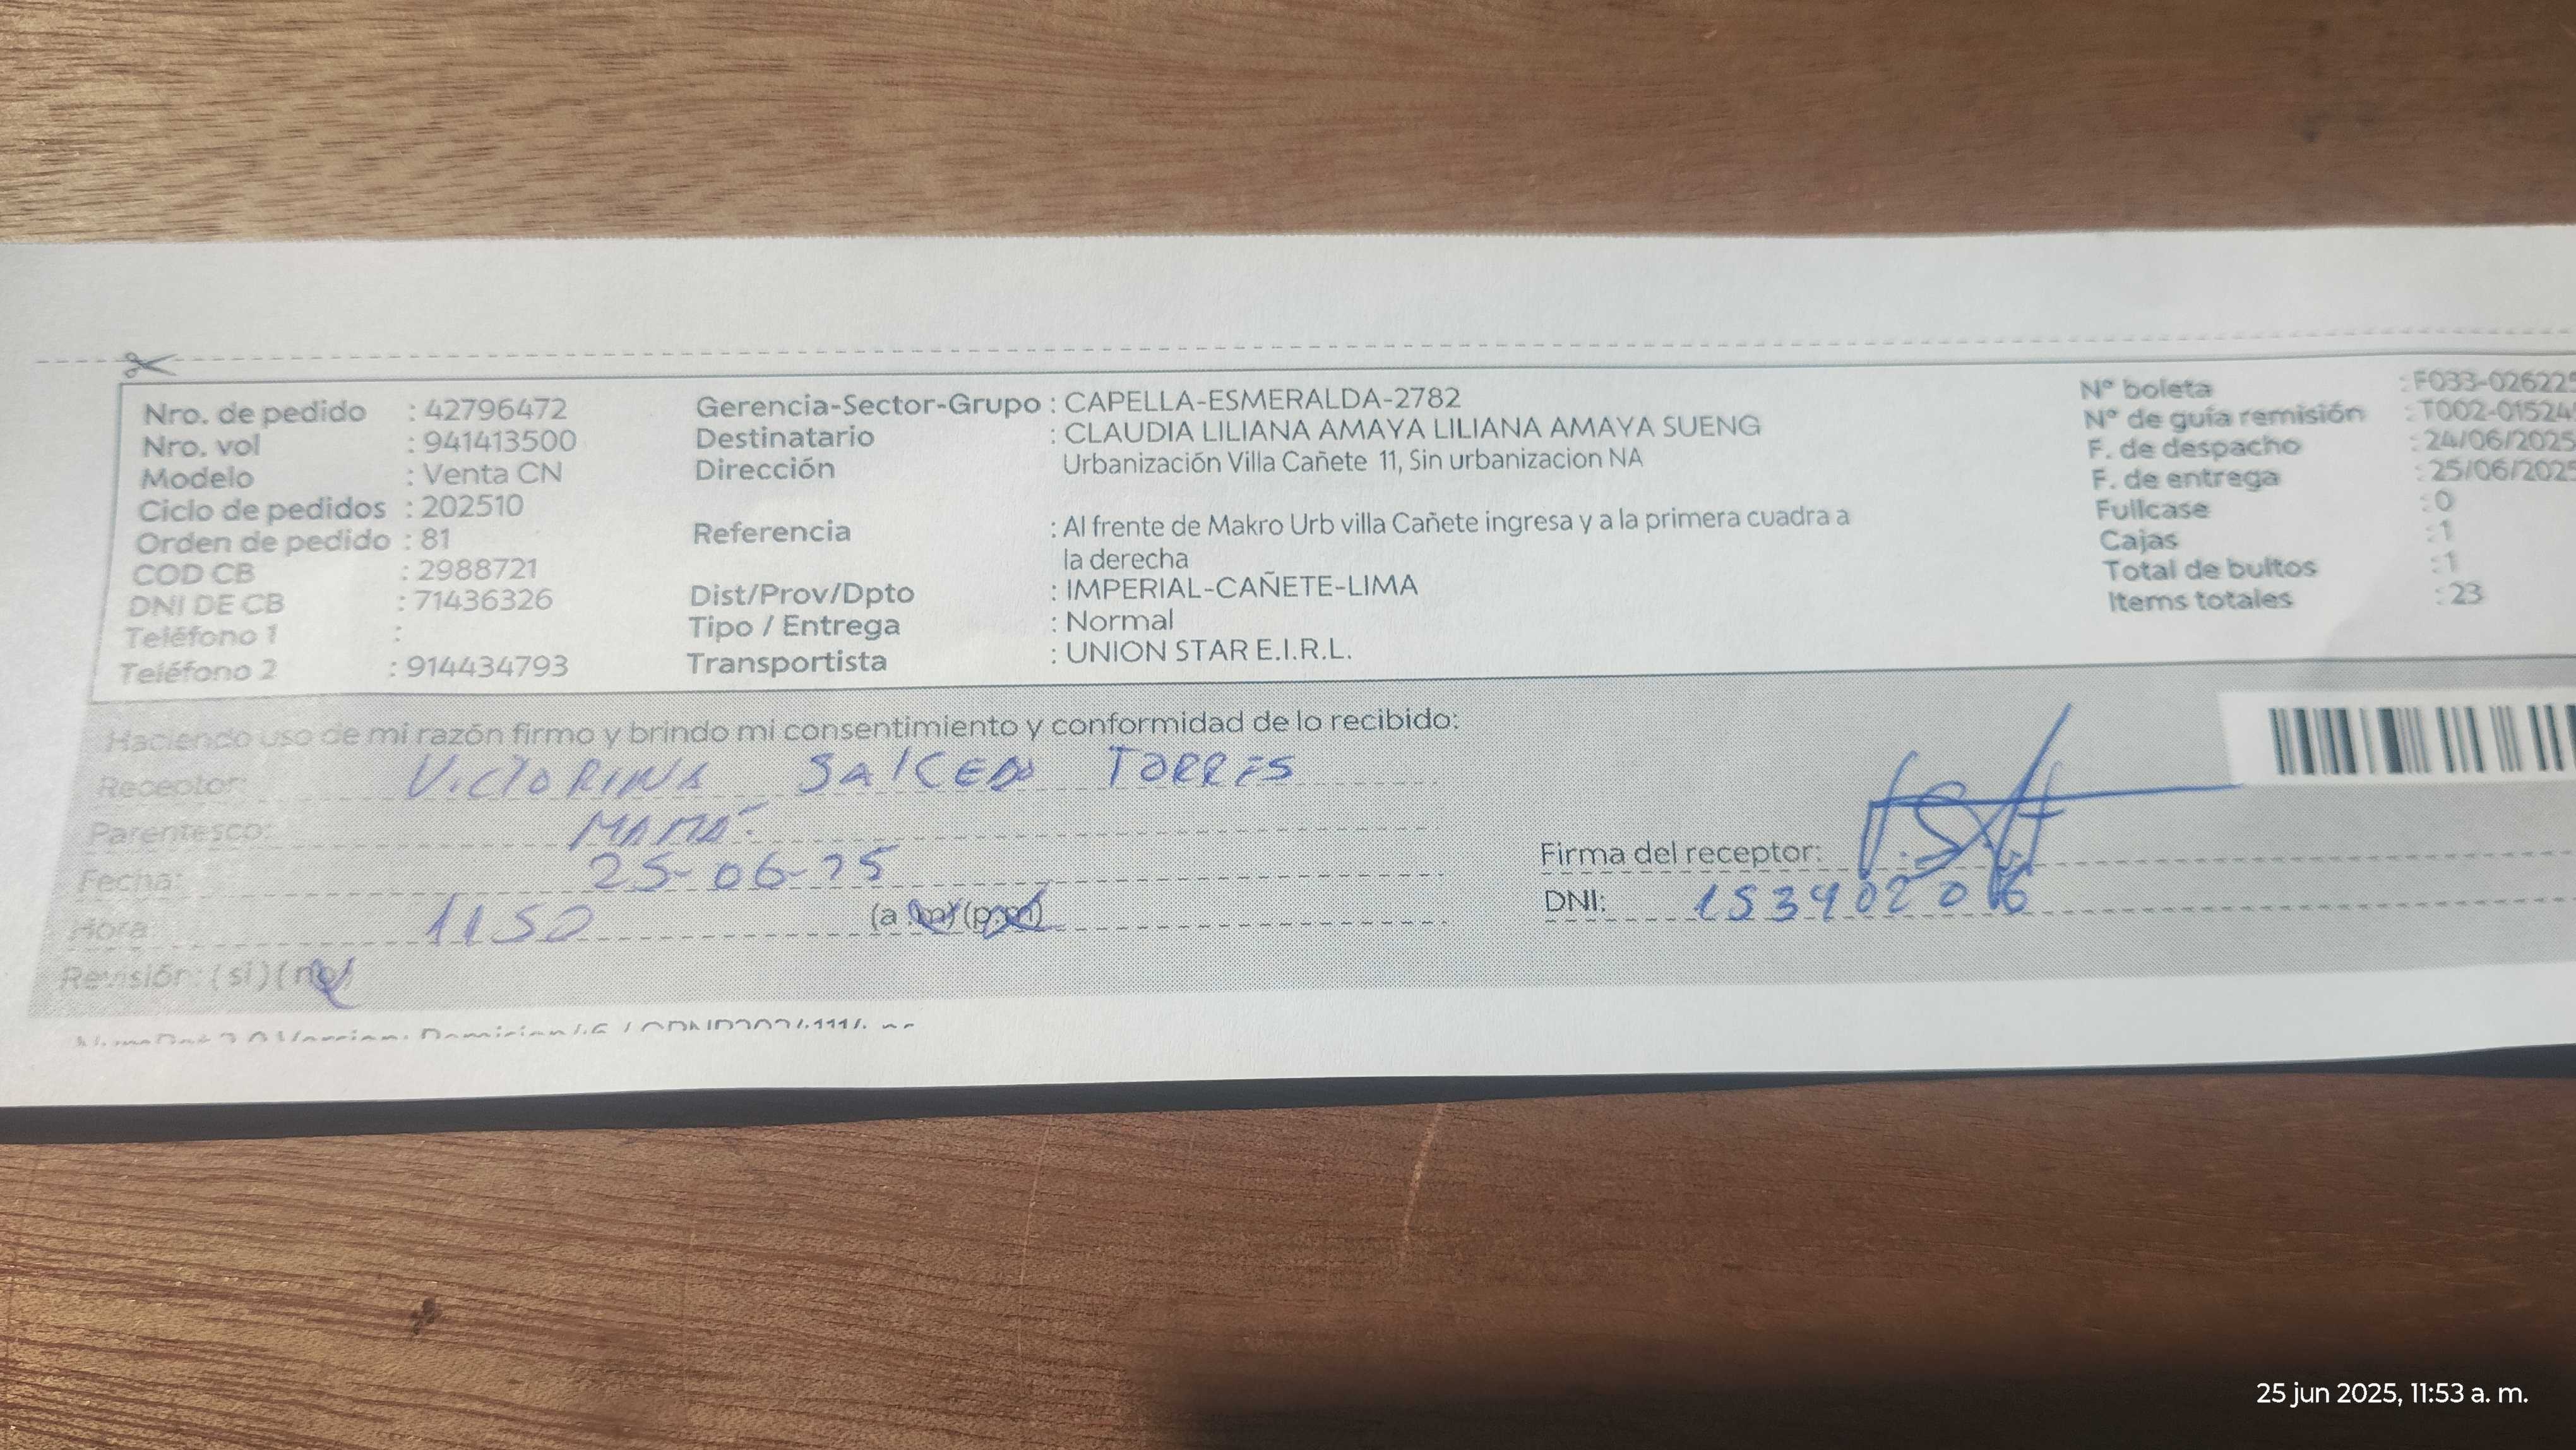 Nro. de pedido : 42796472
Nro. vol : 941413500
Modelo : Venta CN
Ciclo de pedidos : 202510
Orden de pedido : 81
COD CB : 2988721
DNI DE CB : 71436326
Teléfono 1 :
Teléfono 2 : 914434793
Gerencia-Sector-Grupo : CAPELLA-ESMERALDA-2782
Destinatario : CLAUDIA LILIANA AMAYA LILIANA AMAYA SUENG
Dirección Urbanización Villa Cañete 11, Sin urbanizacion NA
Referencia : Al frente de Makro Urb villa Cañete ingresa y a la primera cuadra a
la derecha
Dist/Prov/Dpto : IMPERIAL-CAÑETE-LIMA
Tipo / Entrega : Normal
Transportista : UNION STAR E.I.R.L.
Nº boleta : F033-026225
Nº de guía remisión : T002-01524
F. de despacho : 24/06/2025
F. de entrega : 25/06/2025
Fullcase : 0
Cajas : 1
Total de bultos : 1
Items totales : 23
Haciendo uso de mi razón firmo y brindo mi consentimiento y conformidad de lo recibido:
Receptor: VICTORINA SALCEDO TORRES
Parentesco: MAMÁ
Fecha: 25-06-25
Hora 1150 (a.m) (p.m)
Revisión: (si) (no)
Firma del receptor:
DNI:
25 jun 2025, 11:53 a. m.